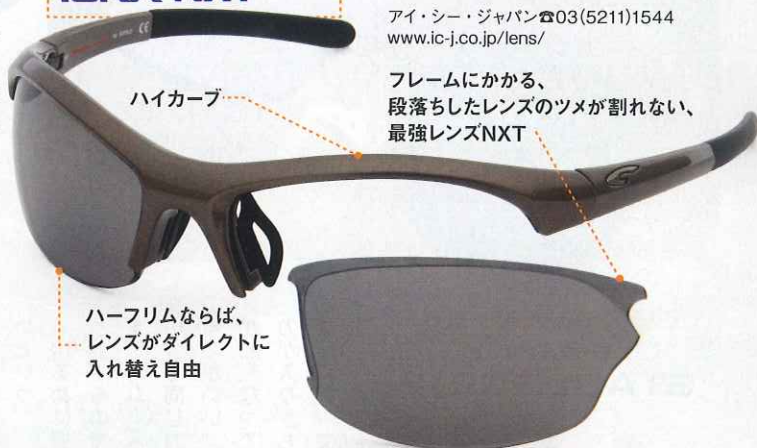 アイ・シー・ジャパン☎03(5211)1544
www.ic-j.co.jp/lens/
ハイカーブ
フレームにかかる、
段落ちしたレンズのツメが割れない、
最強レンズNXT
ハーフリムならば、
レンズがダイレクトに
入れ替え自由